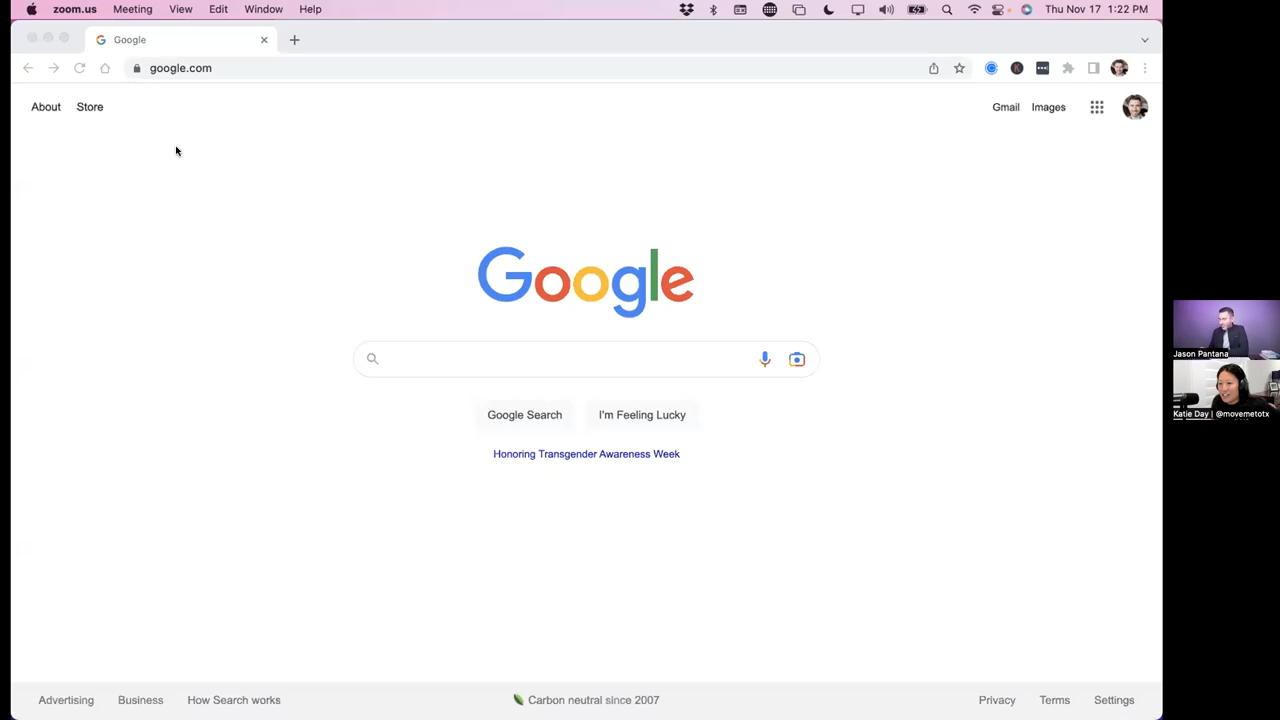 zoom.us Meeting View Edit Window Help Thu Nov 17 1:22 PM
Google
google.com
About Store Gmail Images
Google
Google Search I'm Feeling Lucky
Honoring Transgender Awareness Week
Jason Pantana
Katie Day | @movemetotx
Advertising Business How Search works Carbon neutral since 2007 Privacy Terms Settings